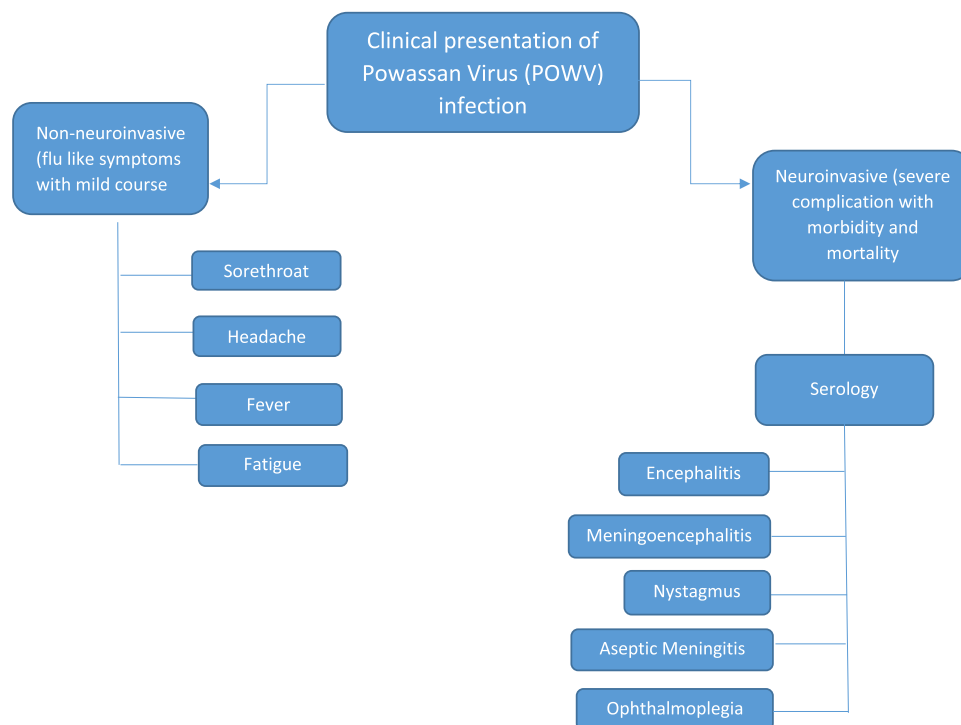 Clinical presentation of
Powassan Virus (POWV)
infection
Non-neuroinvasive
(flu like symptoms
with mild course
Neuroinvasive (severe
complication with
morbidity and
mortality
Sorethroat
Headache
Fever
Fatigue
Serology
Encephalitis
Meningoencephalitis
Nystagmus
Aseptic Meningitis
Ophthalmoplegia